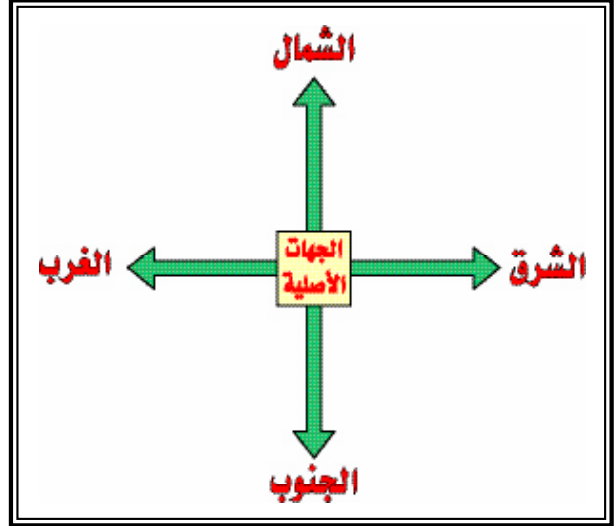 الشمال
الشرق
الجهات
الأصلية
الغرب
الجنوب